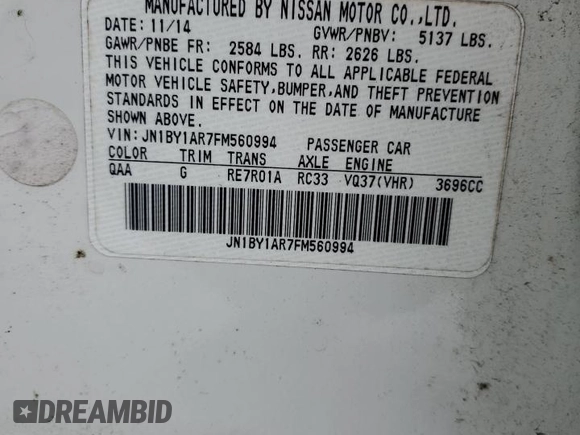 MANUFACTURED BY NISSAN MOTOR CO.,LTD.
DATE: 11/14 GVWR/PNBV: 5137 LBS.
GAWR/PNBE FR: 2584 LBS. RR: 2626 LBS.
THIS VEHICLE CONFORMS TO ALL APPLICABLE FEDERAL
MOTOR VEHICLE SAFETY,BUMPER,AND THEFT PREVENTION
STANDARDS IN EFFECT ON THE DATE OF MANUFACTURE
SHOWN ABOVE.
VIN:JN1BY1AR7FM560994 PASSENGER CAR
COLOR TRIM TRANS AXLE ENGINE
QAA G RE7R01A RC33 VQ37(VHR) 3696CC
JN1BY1AR7FM560994
DREAMBID